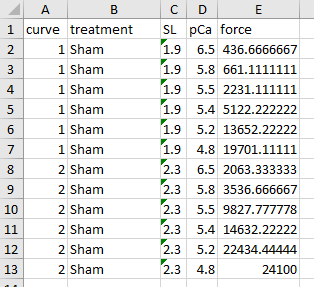 A B C D E
1 curve treatment SL pCa force
2 1 Sham 1.9 6.5 436.6666667
3 1 Sham 1.9 5.8 661.1111111
4 1 Sham 1.9 5.5 2231.111111
5 1 Sham 1.9 5.4 5122.222222
6 1 Sham 1.9 5.2 13652.22222
7 1 Sham 1.9 4.8 19701.11111
8 2 Sham 2.3 6.5 2063.333333
9 2 Sham 2.3 5.8 3536.666667
10 2 Sham 2.3 5.5 9827.777778
11 2 Sham 2.3 5.4 14632.22222
12 2 Sham 2.3 5.2 22434.44444
13 2 Sham 2.3 4.8 24100